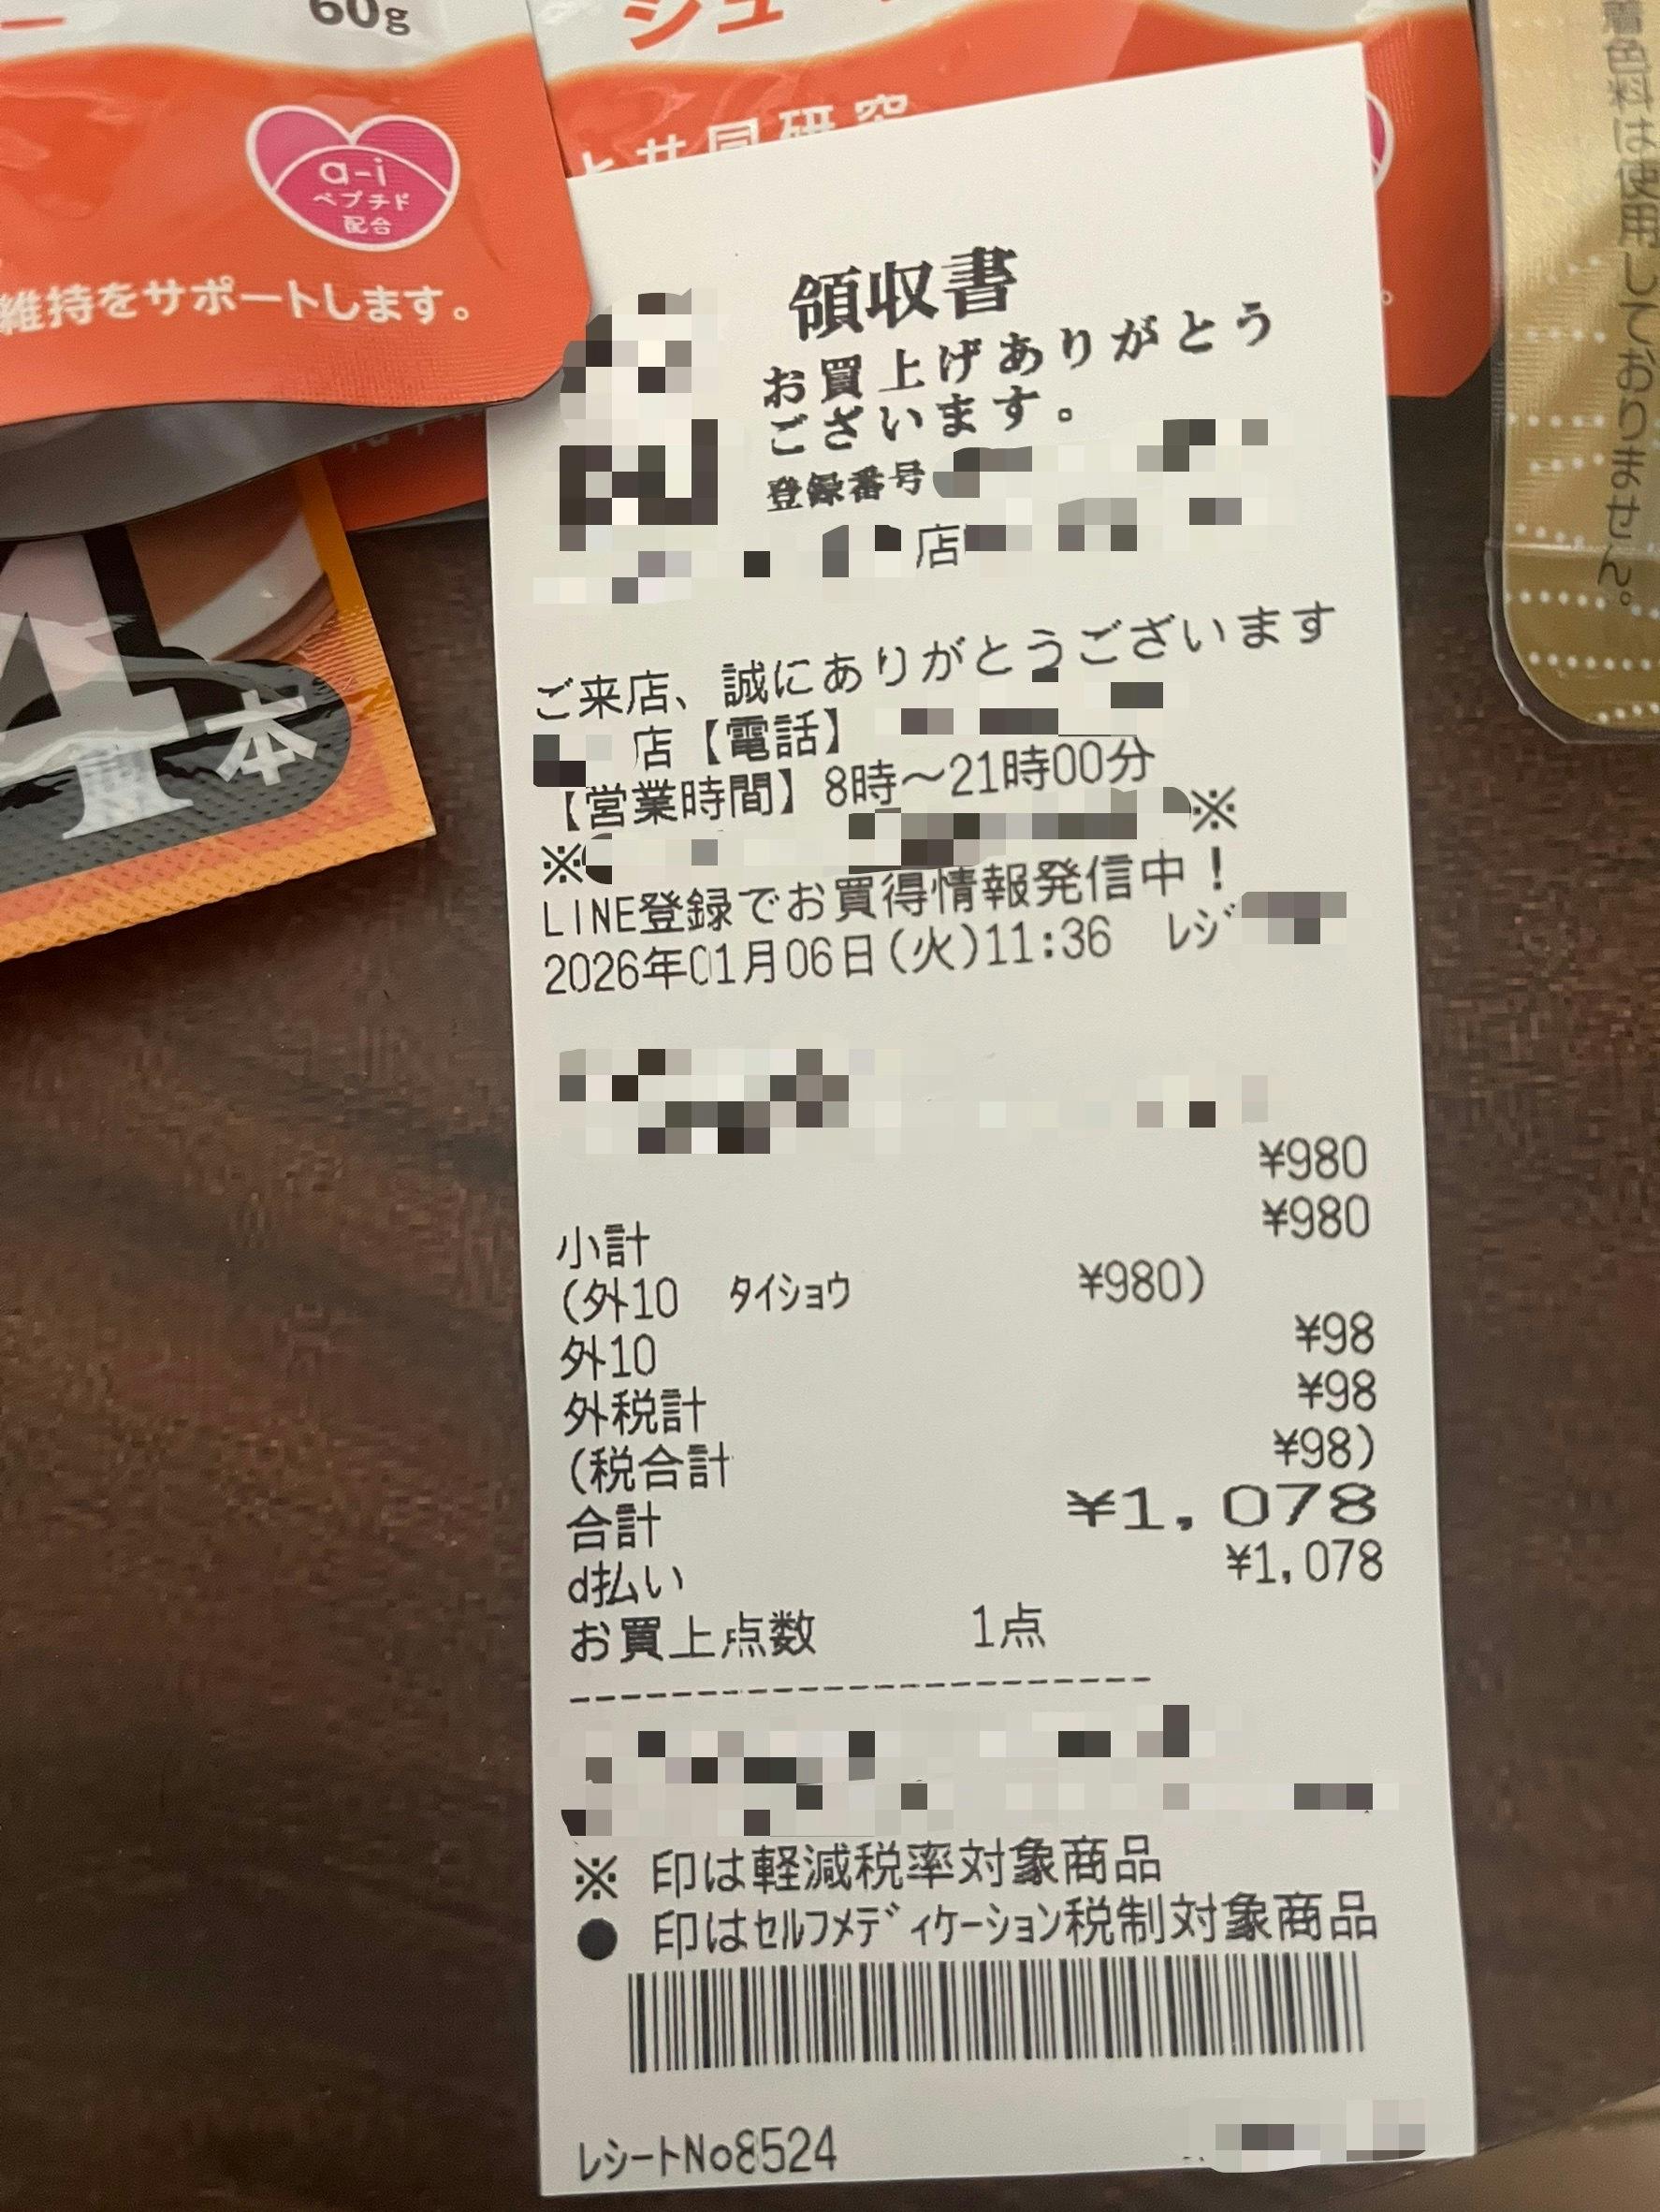 60g
a-i
ペプチド
配合
維持をサポートします。
と共同研究
着色料は使用しておりません。
4本
領収書
お買上げありがとう
ございます。
登録番号
店
ご来店、誠にありがとうございます
店【電話】
【営業時間】8時～21時00分
※ ※
LINE登録でお買得情報発信中！
2026年01月06日(火)11:36 レジ
¥980
小計 ¥980
(外10 タイショウ ¥980)
外10 ¥98
外税計 ¥98
(税合計 ¥98)
合計 ¥1,078
d払い ¥1,078
お買上点数 1点
※ 印は軽減税率対象商品
● 印はセルフメディケーション税制対象商品
レシートNo8524